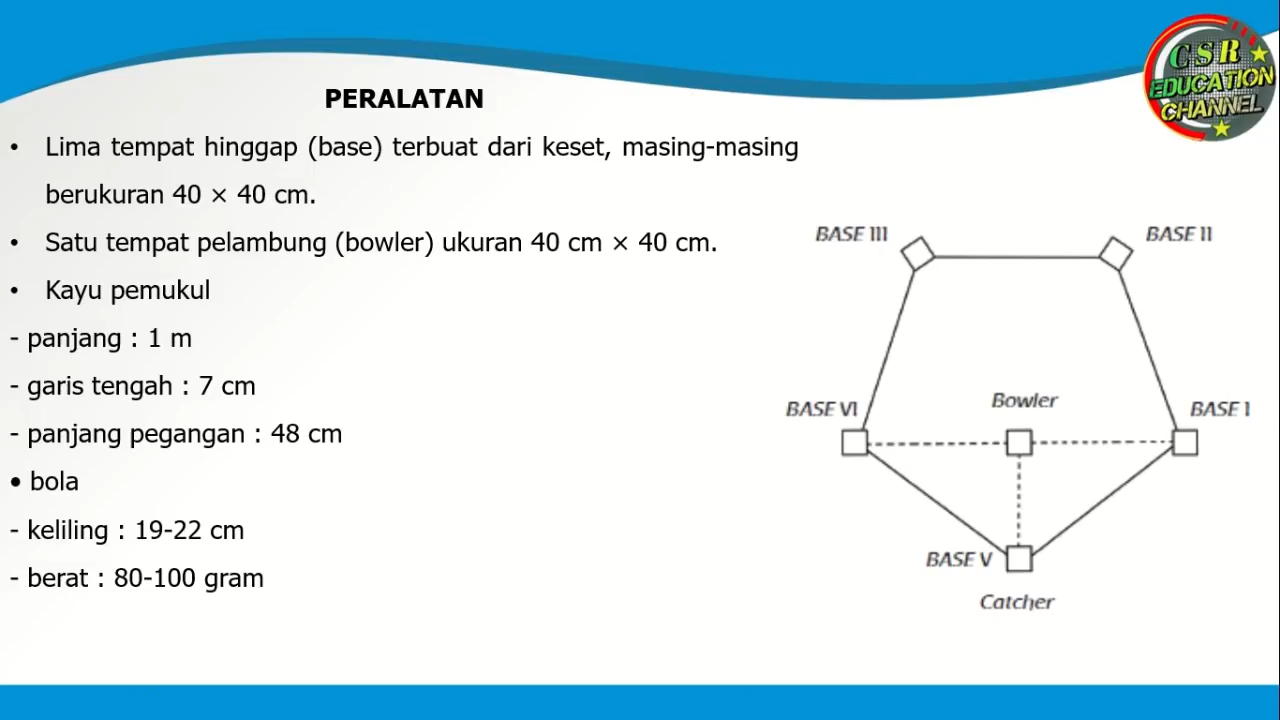 CSR
EDUCATION
CHANNEL
PERALATAN
• Lima tempat hinggap (base) terbuat dari keset, masing-masing
berukuran 40 × 40 cm.
• Satu tempat pelambung (bowler) ukuran 40 cm × 40 cm.
• Kayu pemukul
- panjang : 1 m
- garis tengah : 7 cm
- panjang pegangan : 48 cm
• bola
- keliling : 19-22 cm
- berat : 80-100 gram
BASE III
BASE II
BASE VI
Bowler
BASE I
BASE V
Catcher